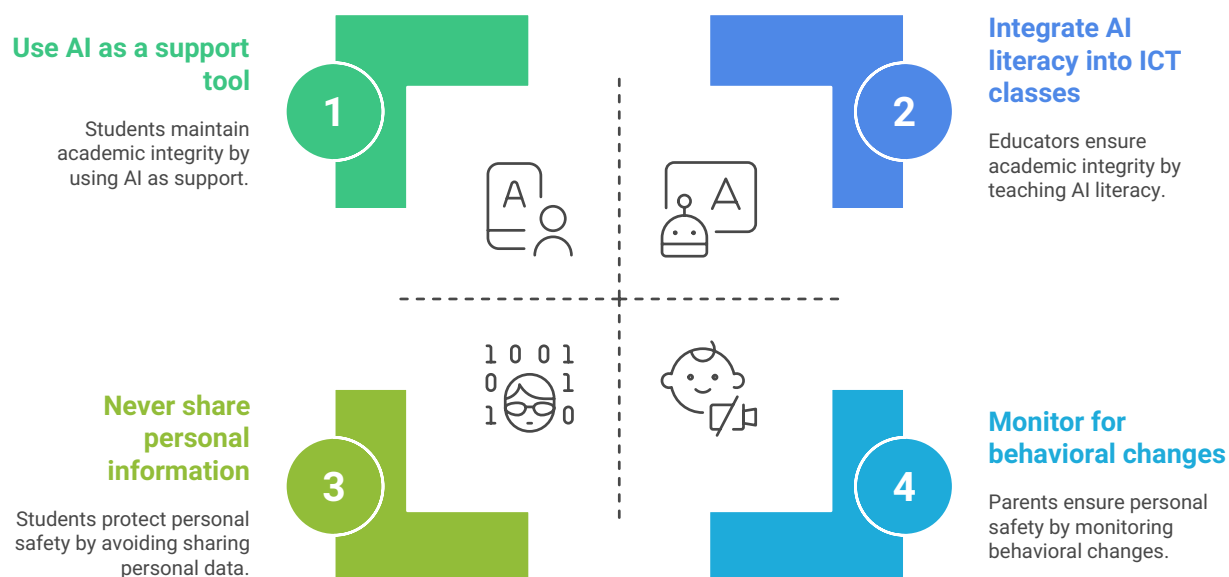 Use AI as a support
tool
Students maintain
academic integrity by
using AI as support.
1
A
2
A
Integrate AI
literacy into ICT
classes
Educators ensure
academic integrity by
teaching AI literacy.
Never share
personal
information
Students protect personal
safety by avoiding sharing
personal data.
3
1 0 0 1
0 1
1 0
4
Monitor for
behavioral changes
Parents ensure personal
safety by monitoring
behavioral changes.